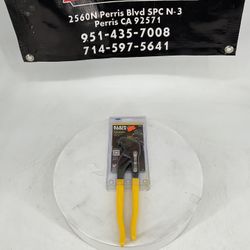 2560N Perris Blvd SPC N-3
Perris CA 92571
951-435-7008
714-597-5641
KLEIN